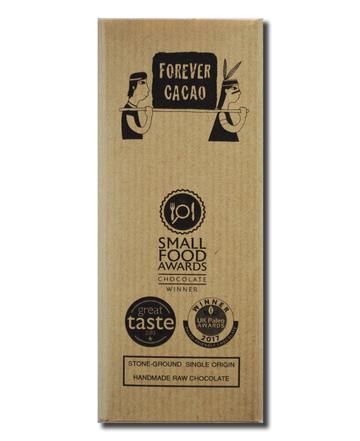 FOREVER
CACAO
SMALL
FOOD
AWARDS
CHOCOLATE
WINNER
great
taste
WINNER
UK Paleo
AWARDS
2017
STONE-GROUND SINGLE ORIGIN
HANDMADE RAW CHOCOLATE